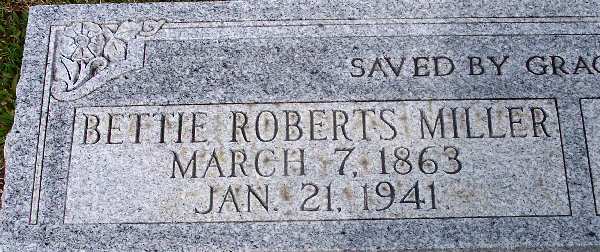 SAVED BY GRAC
BETTIE ROBERTS MILLER
MARCH 7, 1863
JAN. 21, 1941.